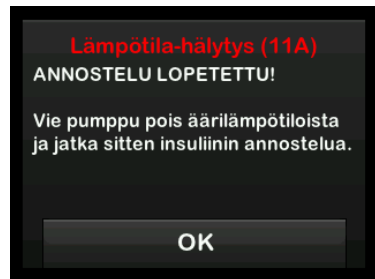 Lämpötila-hälytys (11A)
ANNOSTELU LOPETETTU!
Vie pumppu pois äärilämpötiloista
ja jatka sitten insuliinin annostelua.
OK